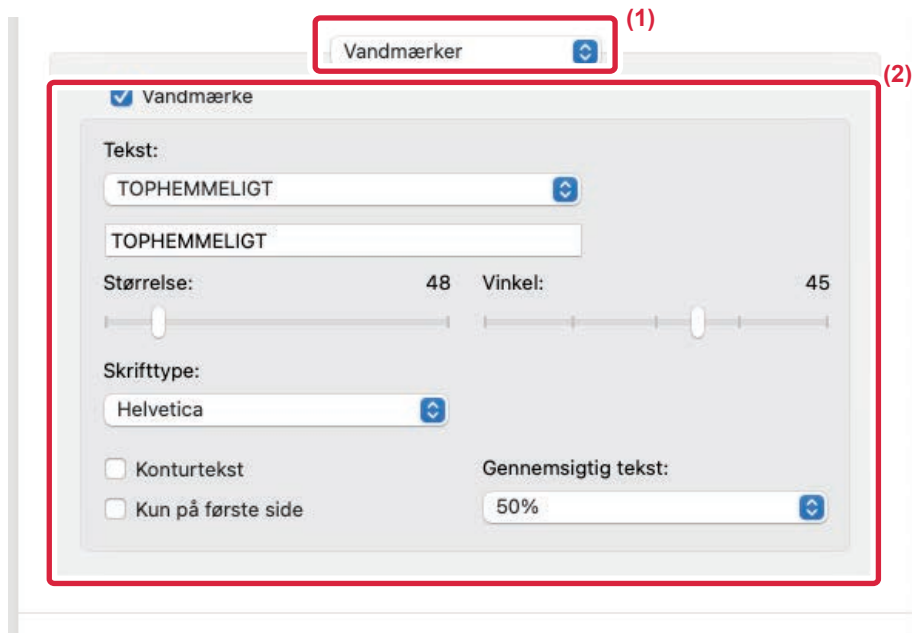 (1)
Vandmærker
(2)
Vandmærke
Tekst:
TOPHEMMELIGT
TOPHEMMELIGT
Størrelse: 48 Vinkel: 45
Skrifttype:
Helvetica
Konturtekst Gennemsigtig tekst:
Kun på første side 50%